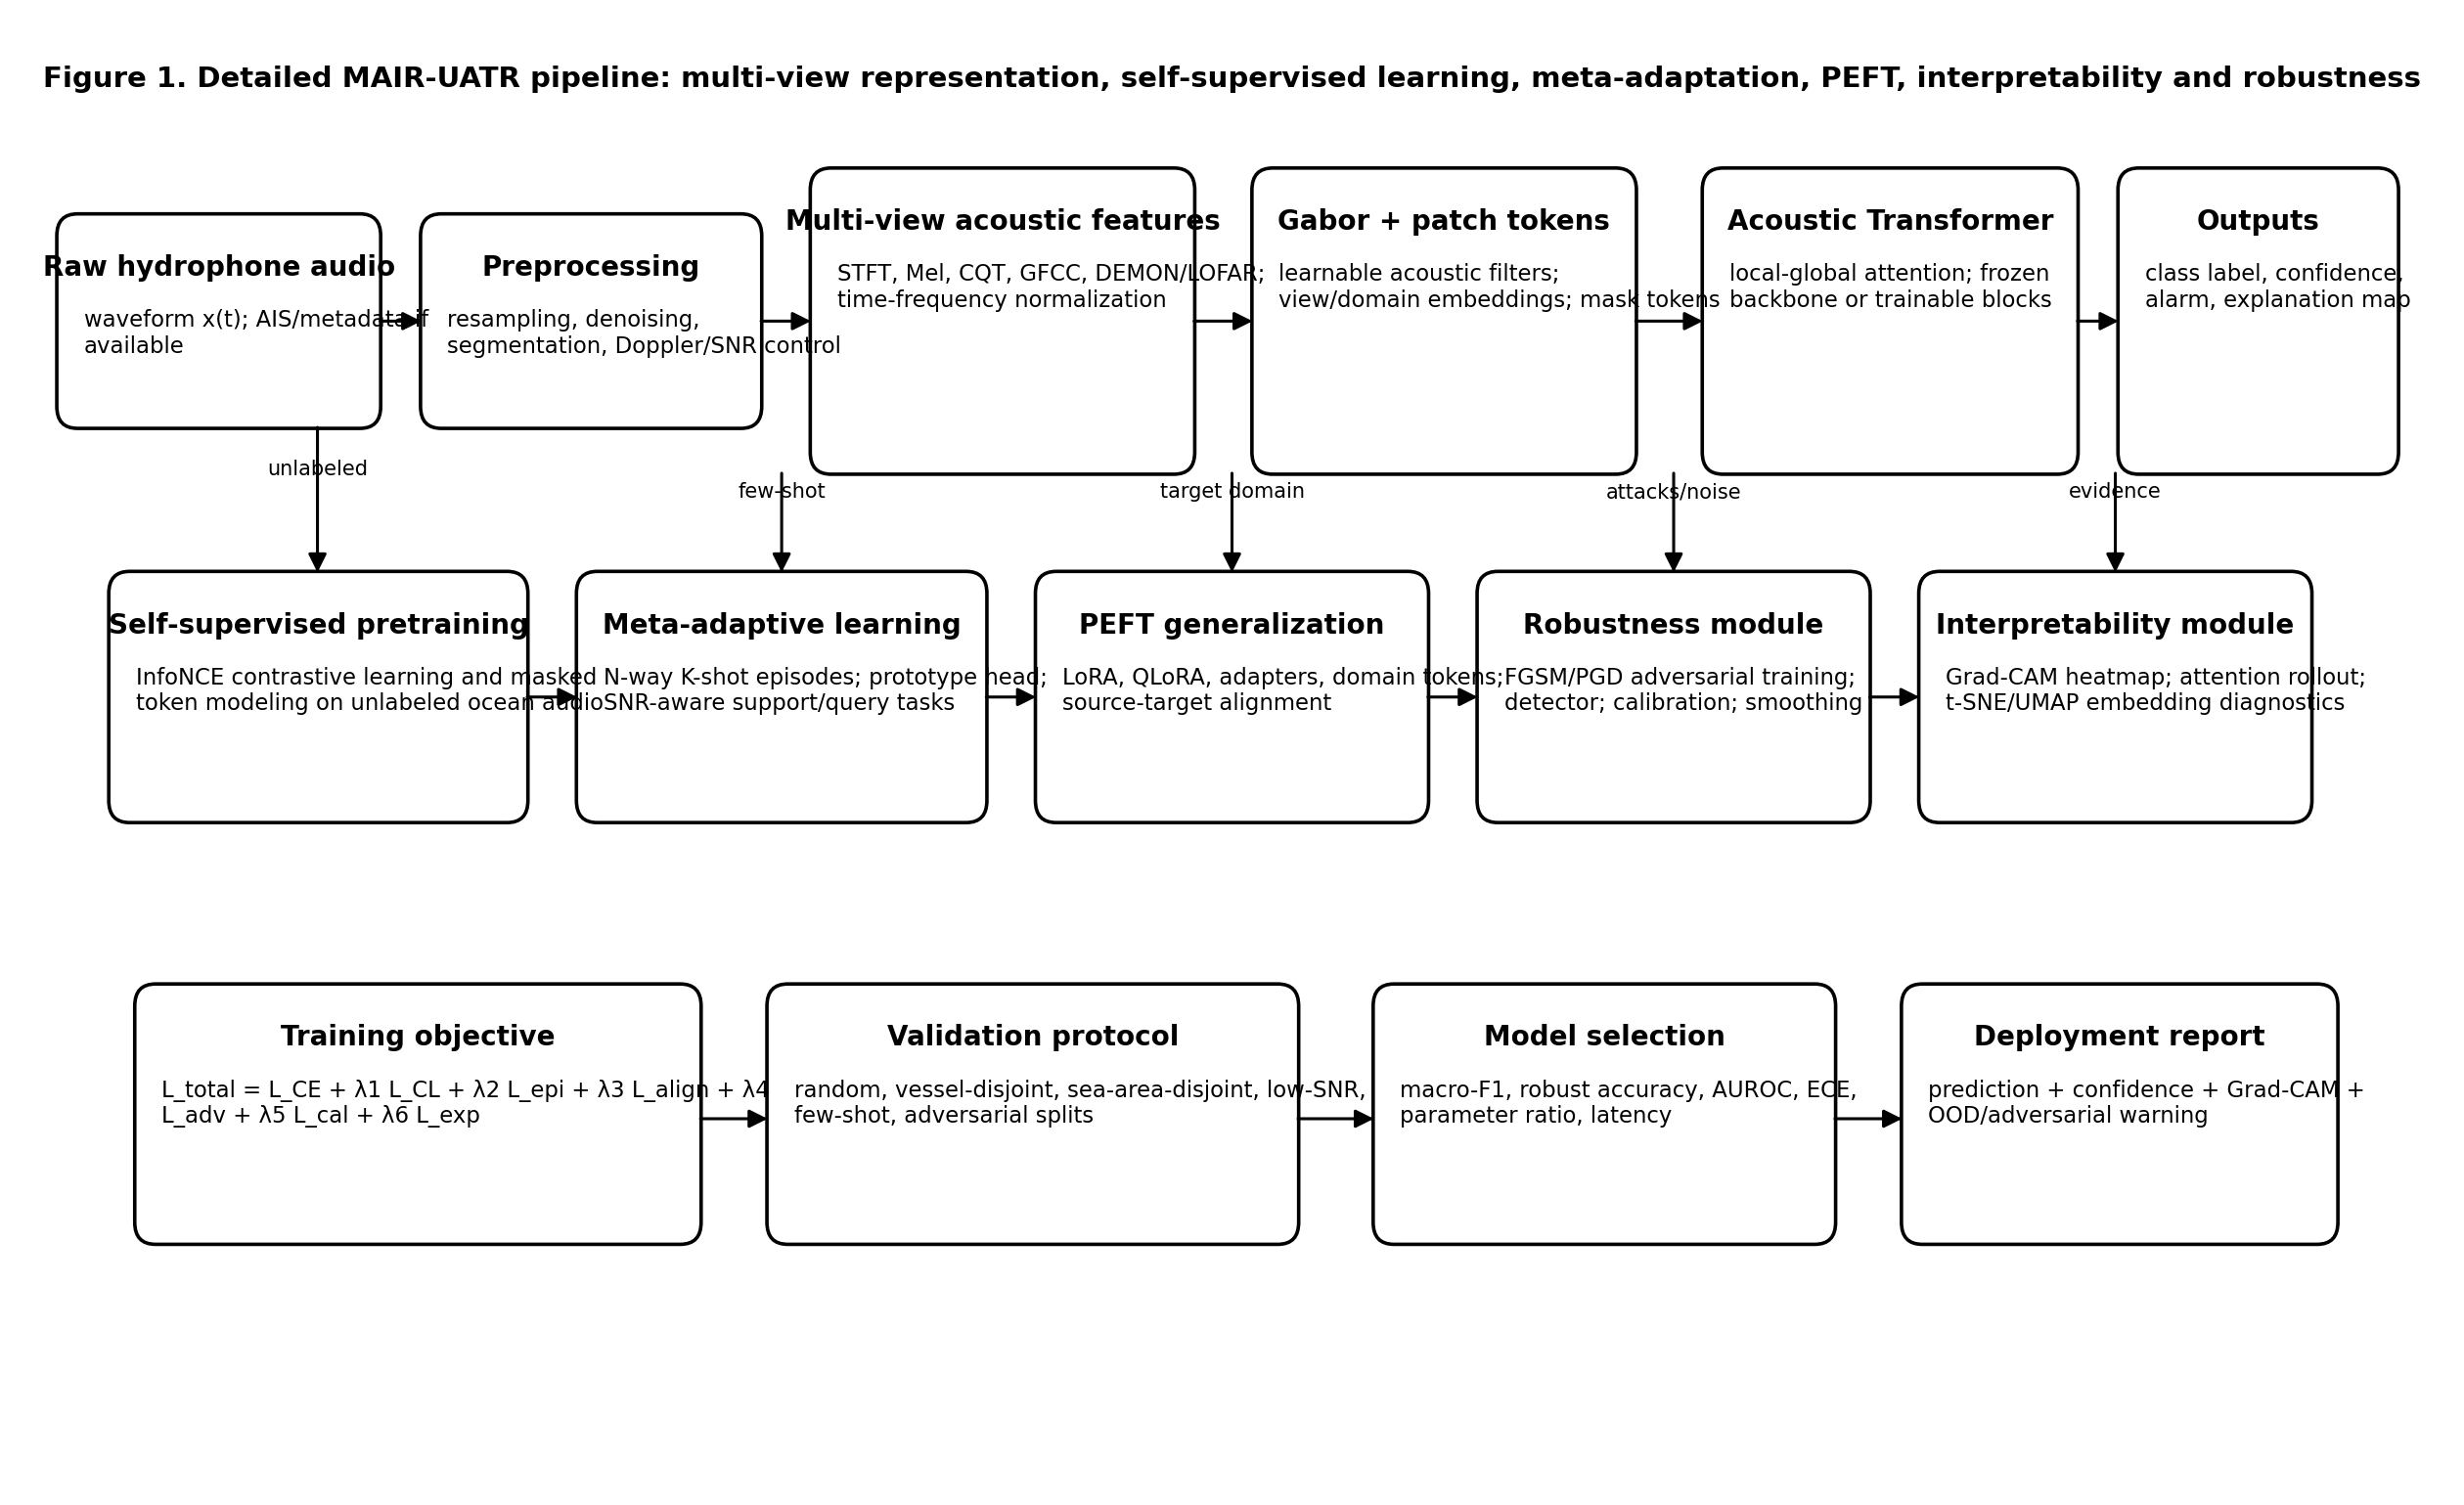 Figure 1. Detailed MAIR-UATR pipeline: multi-view representation, self-supervised learning, meta-adaptation, PEFT, interpretability and robustness
Raw hydrophone audio
waveform x(t); AIS/metadata if
available
Preprocessing
resampling, denoising,
segmentation, Doppler/SNR control
Multi-view acoustic features
STFT, Mel, CQT, GFCC, DEMON/LOFAR;
time-frequency normalization
Gabor + patch tokens
learnable acoustic filters;
view/domain embeddings; mask tokens
Acoustic Transformer
local-global attention; frozen
backbone or trainable blocks
Outputs
class label, confidence,
alarm, explanation map
unlabeled
few-shot
target domain
attacks/noise
evidence
Self-supervised pretraining
InfoNCE contrastive learning and masked
token modeling on unlabeled ocean audio
Meta-adaptive learning
N-way K-shot episodes; prototype head;
SNR-aware support/query tasks
PEFT generalization
LoRA, QLoRA, adapters, domain tokens;
source-target alignment
Robustness module
FGSM/PGD adversarial training;
detector; calibration; smoothing
Interpretability module
Grad-CAM heatmap; attention rollout;
t-SNE/UMAP embedding diagnostics
Training objective
L_total = L_CE + λ1 L_CL + λ2 L_epi + λ3 L_align + λ4
L_adv + λ5 L_cal + λ6 L_exp
Validation protocol
random, vessel-disjoint, sea-area-disjoint, low-SNR,
few-shot, adversarial splits
Model selection
macro-F1, robust accuracy, AUROC, ECE,
parameter ratio, latency
Deployment report
prediction + confidence + Grad-CAM +
OOD/adversarial warning